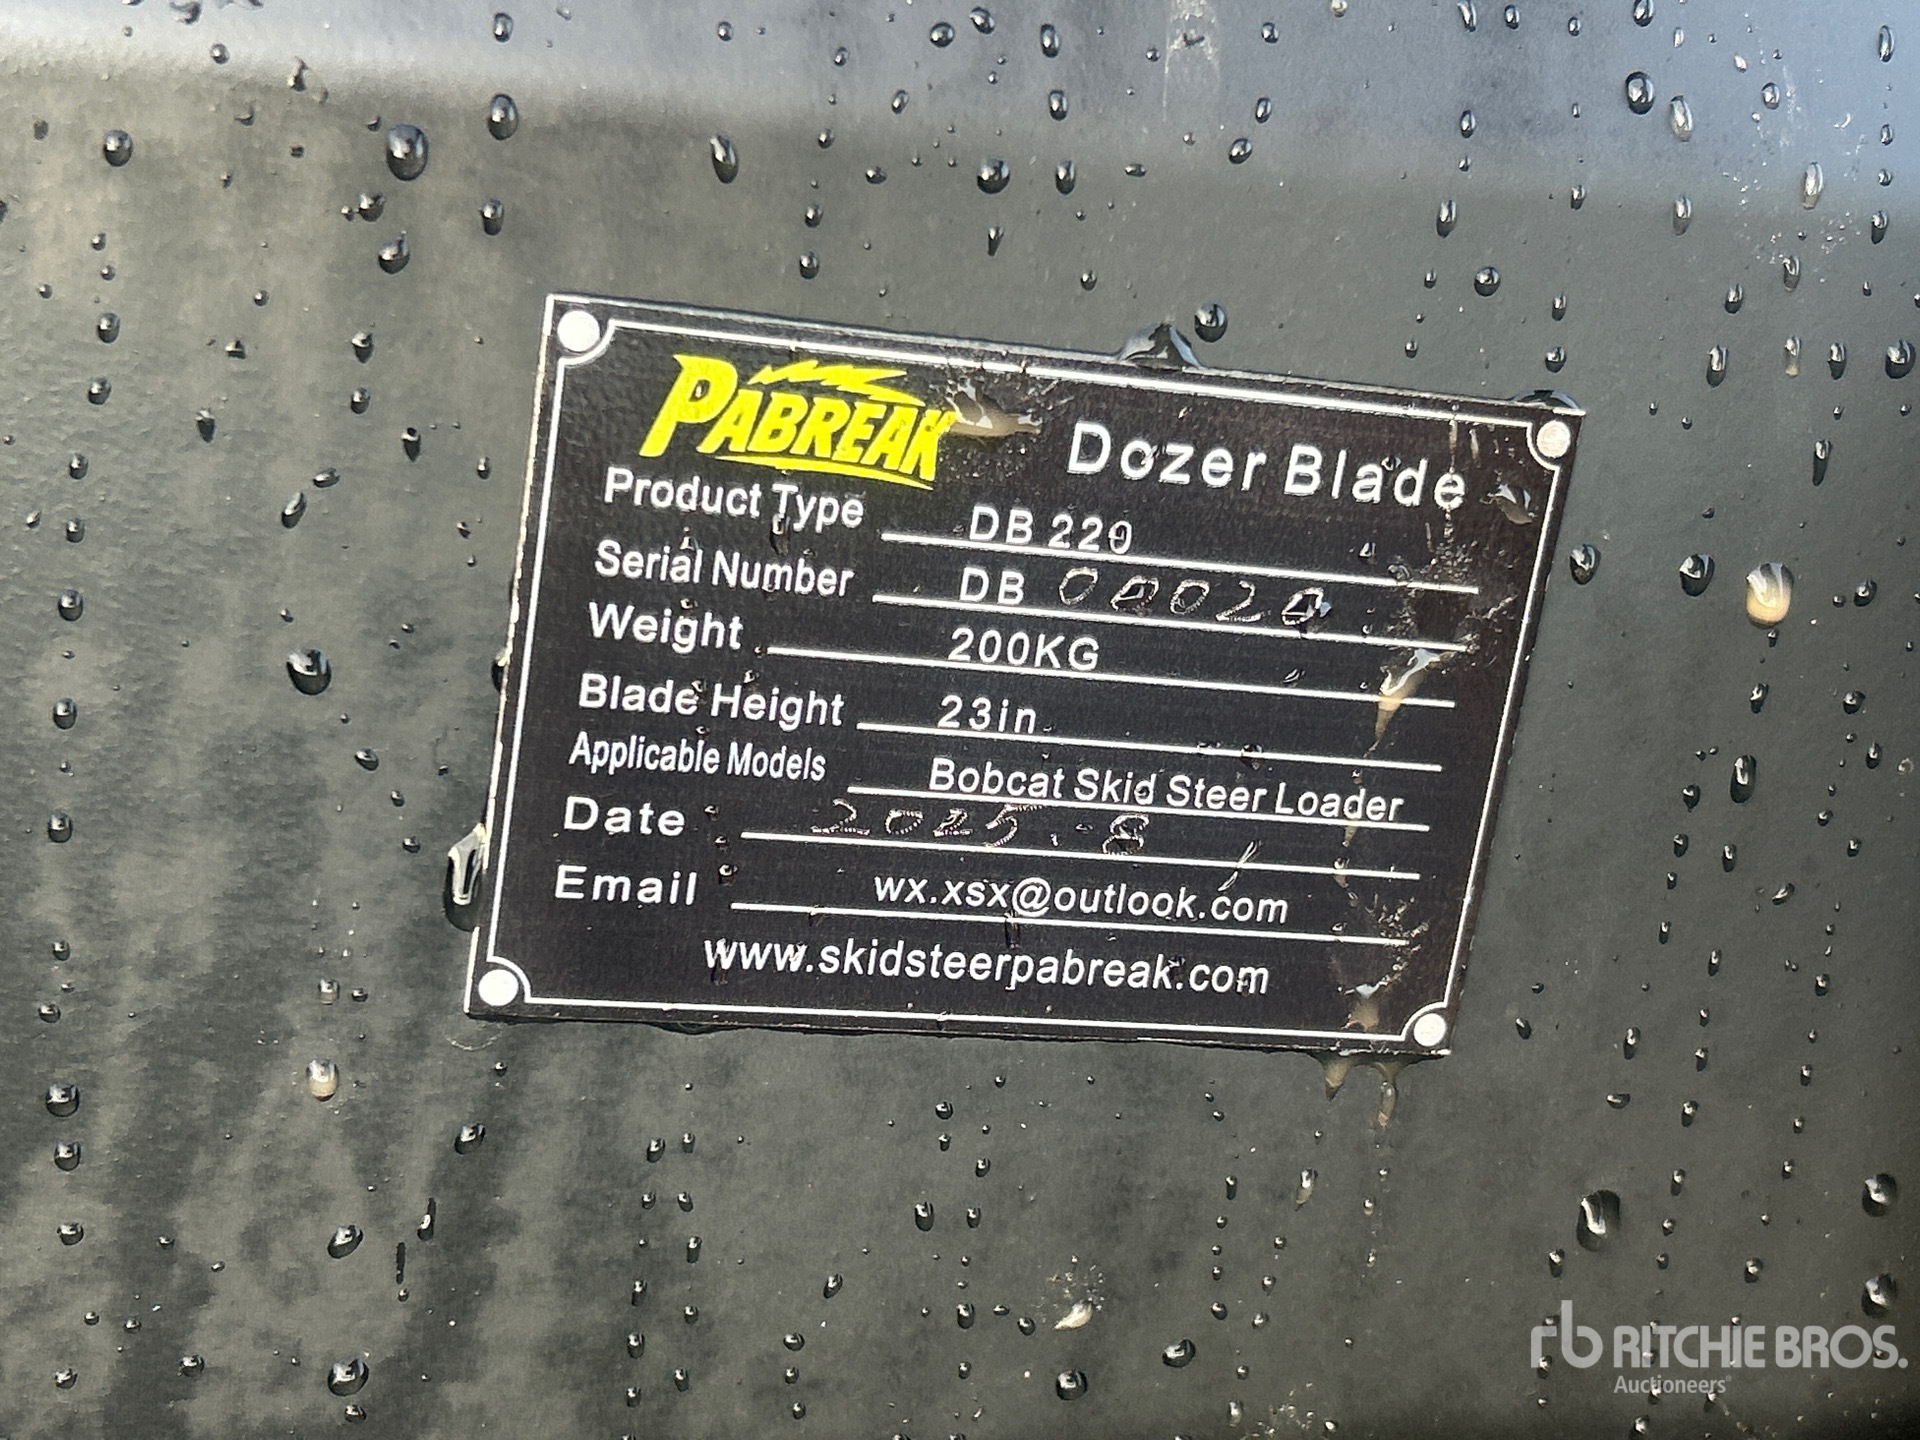 PABREAK Dozer Blade
Product Type DB 220
Serial Number DB 00020
Weight 200KG
Blade Height 23in
Applicable Models Bobcat Skid Steer Loader
Date 2025.8
Email wx.xsx@outlook.com
www.skidsteerpabreak.com
rb RITCHIE BROS.
Auctioneers